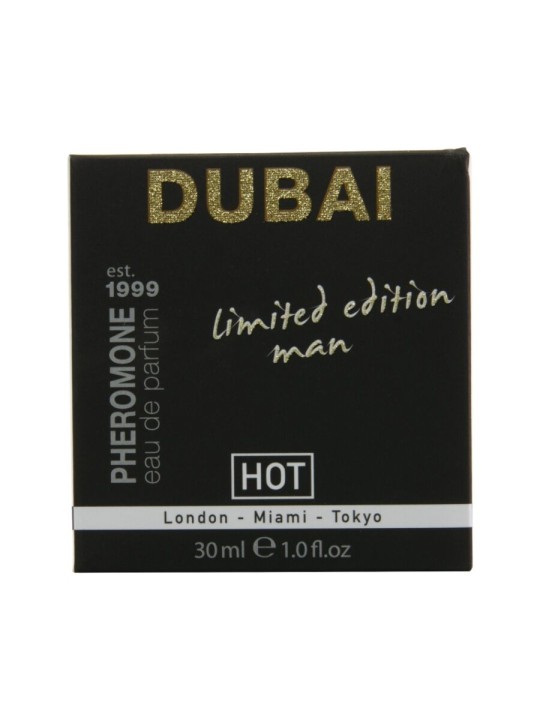 DUBAI
est.
1999
PHEROMONE
eau de parfum
limited edition
man
HOT
London - Miami - Tokyo
30 ml ℮ 1.0 fl.oz